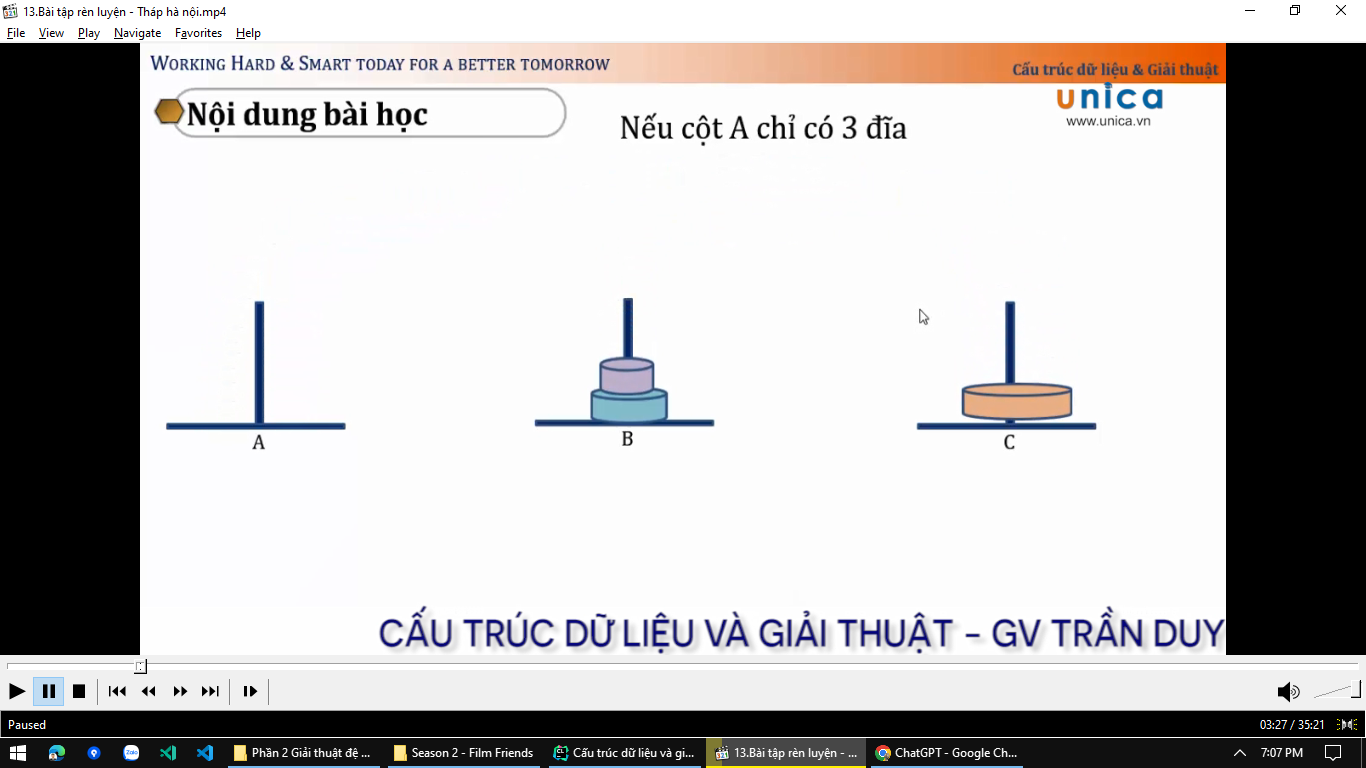 13.Bài tập rèn luyện - Tháp hà nội.mp4
File View Play Navigate Favorites Help
WORKING HARD & SMART TODAY FOR A BETTER TOMORROW
Cấu trúc dữ liệu & Giải thuật
Nội dung bài học
Nếu cột A chỉ có 3 đĩa
unica
www.unica.vn
A
B
C
CẤU TRÚC DỮ LIỆU VÀ GIẢI THUẬT - GV TRẦN DUY
Paused
03:27 / 35:21
Zalo
Phần 2 Giải thuật đệ ...
Season 2 - Film Friends
CL
Cấu trúc dữ liệu và gi...
321
13.Bài tập rèn luyện - ...
ChatGPT - Google Ch...
7:07 PM